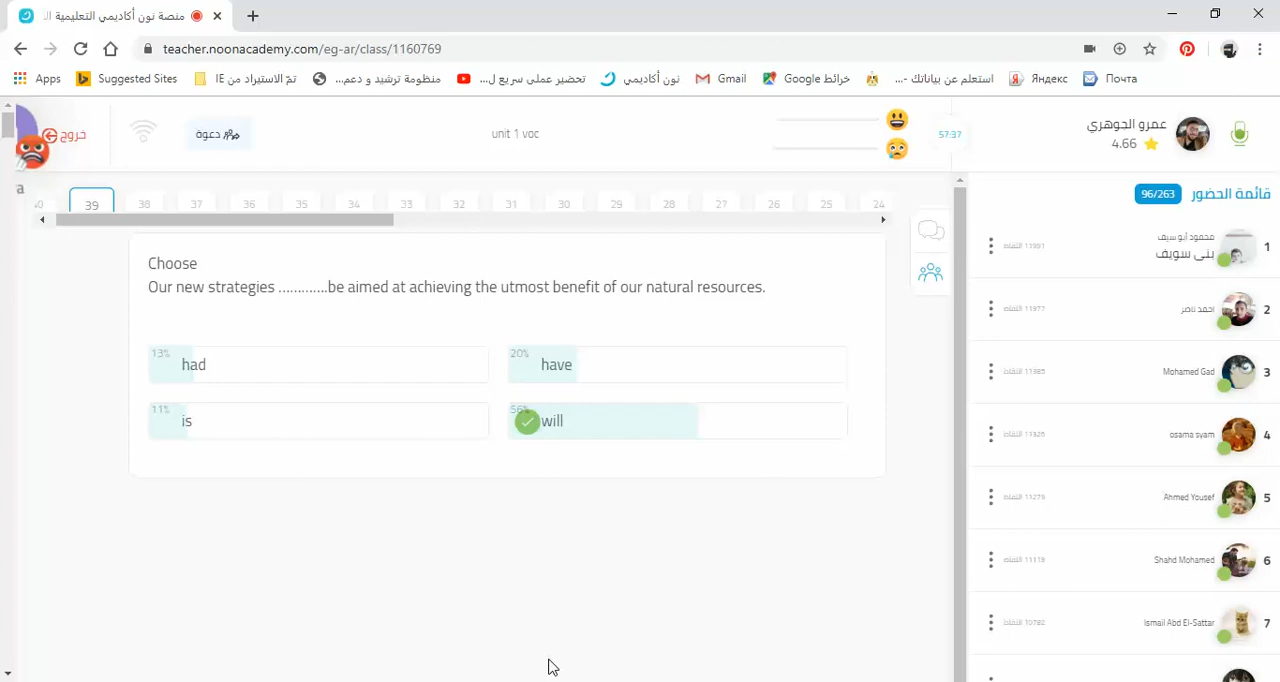 منصة نون أكاديمي التعليمية ال
teacher.noonacademy.com/eg-ar/class/1160769
Apps
Suggested Sites
تمّ الاستيراد من IE
منظومة ترشيد و دعم...
تحضير عملى سريع ل...
نون أكاديمي
Gmail
خرائط Google
استعلم عن بياناتك -...
Яндекс
Почта
خروج
دعوة
unit 1 voc
57:37
عمرو الجوهري
4.66
a
39
38
37
36
35
34
33
32
31
30
29
28
27
26
25
24
قائمة الحضور
96/263
Choose
Our new strategies ………….be aimed at achieving the utmost benefit of our natural resources.
13%
had
20%
have
11%
is
56%
will
1
محمود أبو سيف
بنى سويف
2
احمد ناصر
3
Mohamed Gad
4
osama syam
5
Ahmed Yousef
6
Shahd Mohamed
7
Ismail Abd El-Sattar